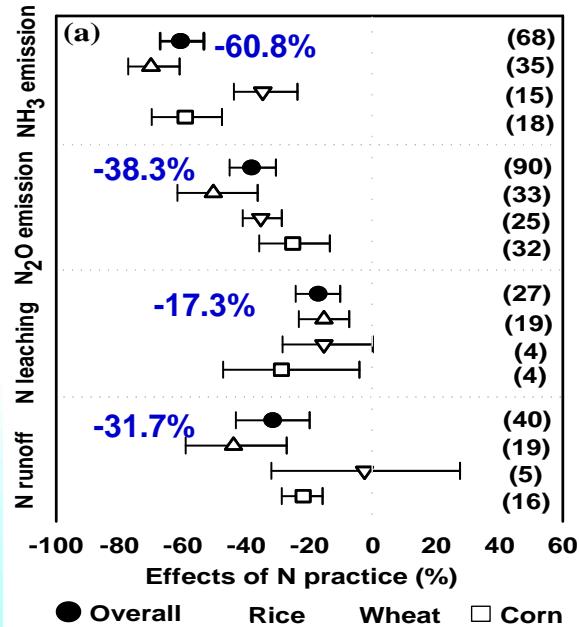 (a)
NH3 emission
-60.8%
(68)
(35)
(15)
(18)
N2O emission
-38.3%
(90)
(33)
(25)
(32)
N leaching
-17.3%
(27)
(19)
(4)
(4)
N runoff
-31.7%
(40)
(19)
(5)
(16)
-100 -80 -60 -40 -20 0 20 40 60
Effects of N practice (%)
Overall Rice Wheat Corn